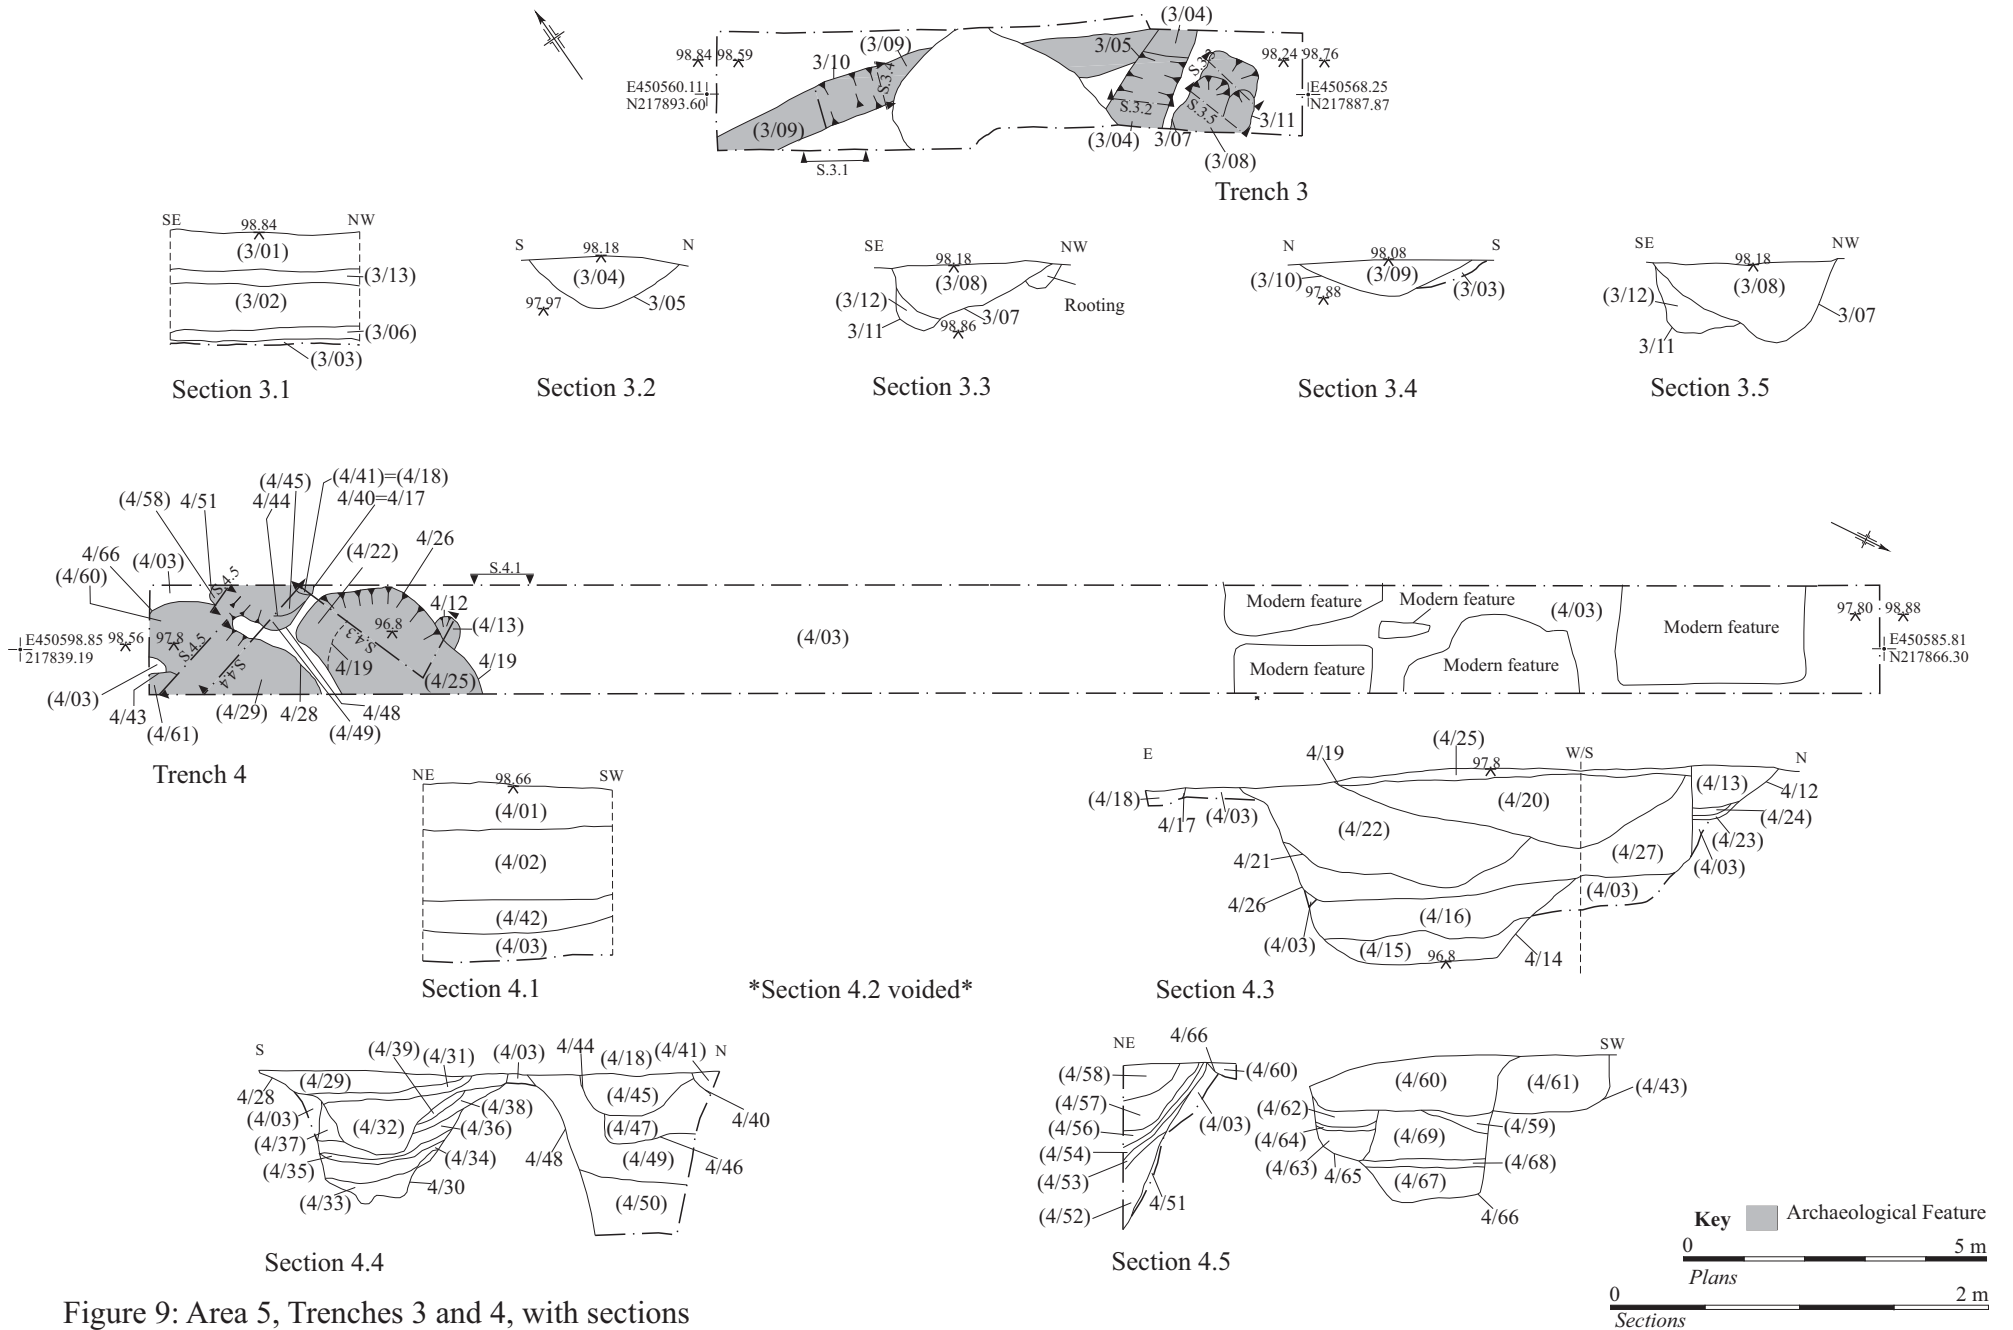 (3/04)
98.84 98.59
3/10
(3/09)
S.3.4
3/05
S.3.3
98.24 98.76
E450560.11
N217893.60
E450568.25
N217887.87
(3/09)
S.3.2
S.3.5
3/11
(3/04) 3/07
(3/08)
S.3.1
Trench 3
SE NW
98.84
(3/01)
(3/13)
(3/02)
(3/06)
(3/03)
Section 3.1
S N
98.18
(3/04)
97.97
3/05
Section 3.2
SE NW
98.18
(3/08)
(3/12)
Rooting
3/11
3/07
98.86
Section 3.3
N S
98.08
(3/10)
(3/09)
(3/03)
97.88
Section 3.4
SE NW
98.18
(3/12)
(3/08)
3/07
3/11
Section 3.5
(4/45) (4/41)=(4/18)
(4/58) 4/51 4/44 4/40=4/17
4/66 (4/03)
(4/60)
(4/22)
4/26
S.4.1
S.4.5
4/12
(4/13)
E450598.85
217839.19
98.56 97.8
S.4.5
S.4.4
S.4.3
96.8
4/19
4/19
(4/25)
(4/03)
4/43
(4/61)
(4/29) 4/28
4/48
(4/49)
(4/03)
Modern feature
Modern feature
(4/03)
Modern feature
Modern feature
Modern feature
97.80 98.88
E450585.81
N217866.30
Trench 4
NE SW
98.66
(4/01)
(4/02)
(4/42)
(4/03)
Section 4.1
*Section 4.2 voided*
E W/S N
4/19
(4/25)
97.8
(4/18)
4/17
(4/03)
(4/20)
(4/13)
4/12
(4/24)
(4/22)
(4/23)
4/21
(4/27)
(4/03)
4/26
(4/03)
(4/16)
(4/03)
(4/15)
96.8
4/14
Section 4.3
S N
(4/39) (4/31) (4/03) 4/44 (4/18) (4/41)
(4/29)
4/28
(4/03)
(4/45)
(4/38)
4/40
(4/37)
(4/32)
(4/36)
(4/47)
(4/35)
(4/34)
4/48
(4/49)
4/46
(4/33)
4/30
(4/50)
Section 4.4
NE SW
4/66
(4/58)
(4/60)
(4/60)
(4/61)
(4/43)
(4/57)
(4/56)
(4/03)
(4/62)
(4/59)
(4/54)
(4/64)
(4/69)
(4/53)
(4/63)
4/65
(4/68)
(4/67)
(4/52)
4/51
4/66
Section 4.5
Key Archaeological Feature
0 5 m
Plans
0 2 m
Sections
Figure 9: Area 5, Trenches 3 and 4, with sections